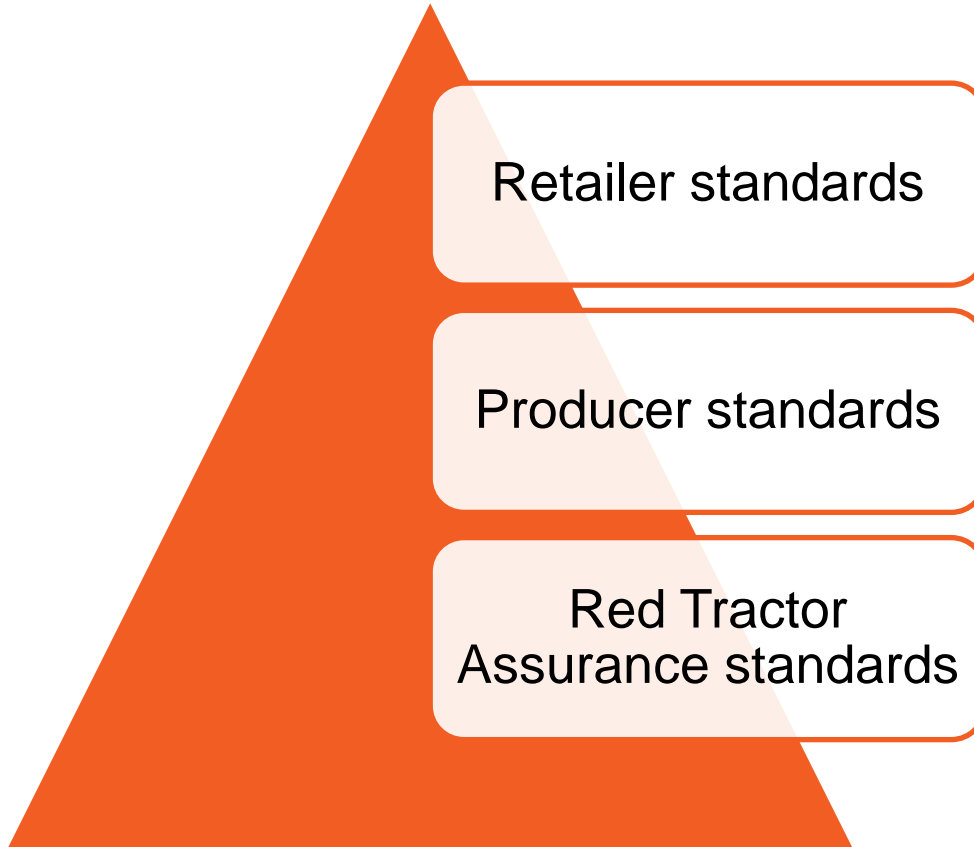 Retailer standards
Producer standards
Red Tractor
Assurance standards